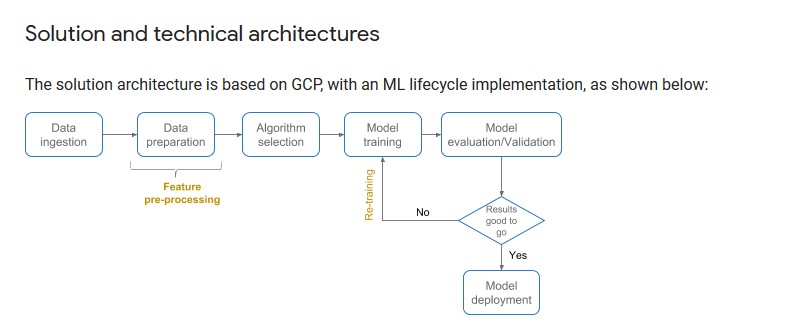 Solution and technical architectures
The solution architecture is based on GCP, with an ML lifecycle implementation, as shown below:
Data
ingestion
Data
preparation
Algorithm
selection
Model
training
Model
evaluation/Validation
Feature
pre-processing
Re-training
No
Results
good to
go
Yes
Model
deployment